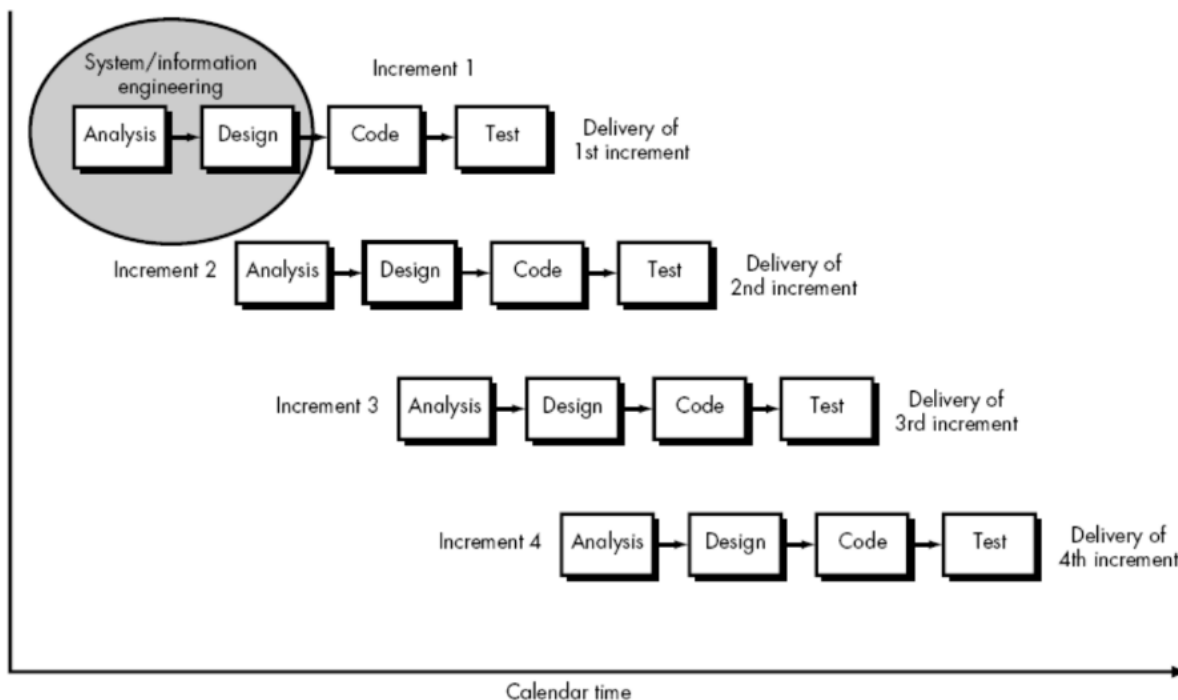 System/information
engineering
Increment 1
Analysis
Design
Code
Test
Delivery of
1st increment
Increment 2
Analysis
Design
Code
Test
Delivery of
2nd increment
Increment 3
Analysis
Design
Code
Test
Delivery of
3rd increment
Increment 4
Analysis
Design
Code
Test
Delivery of
4th increment
Calendar time